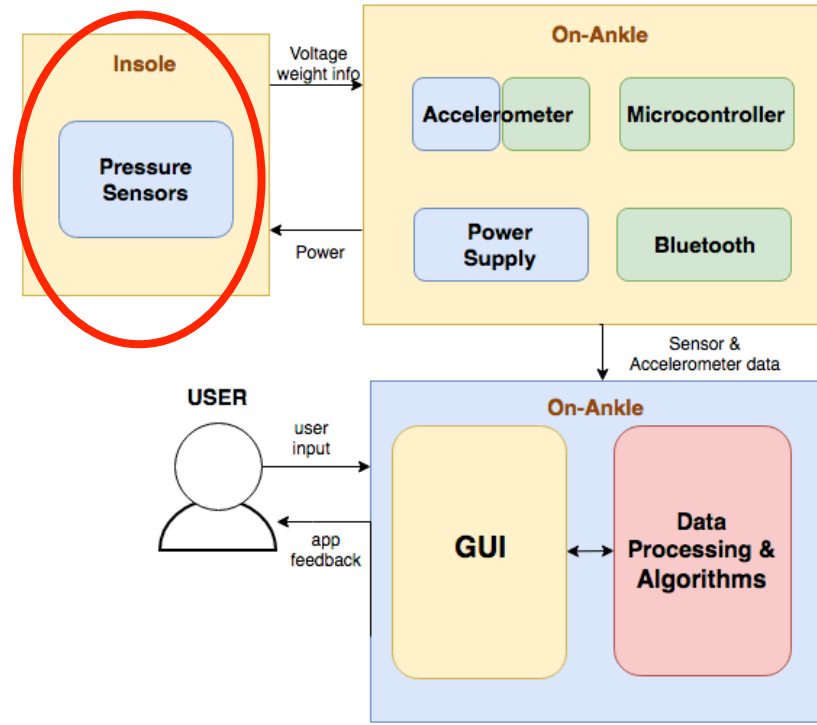 Insole
Pressure
Sensors
Voltage
weight info
Power
On-Ankle
Accelerometer
Microcontroller
Power
Supply
Bluetooth
Sensor &
Accelerometer data
USER
user
input
app
feedback
On-Ankle
GUI
Data
Processing &
Algorithms